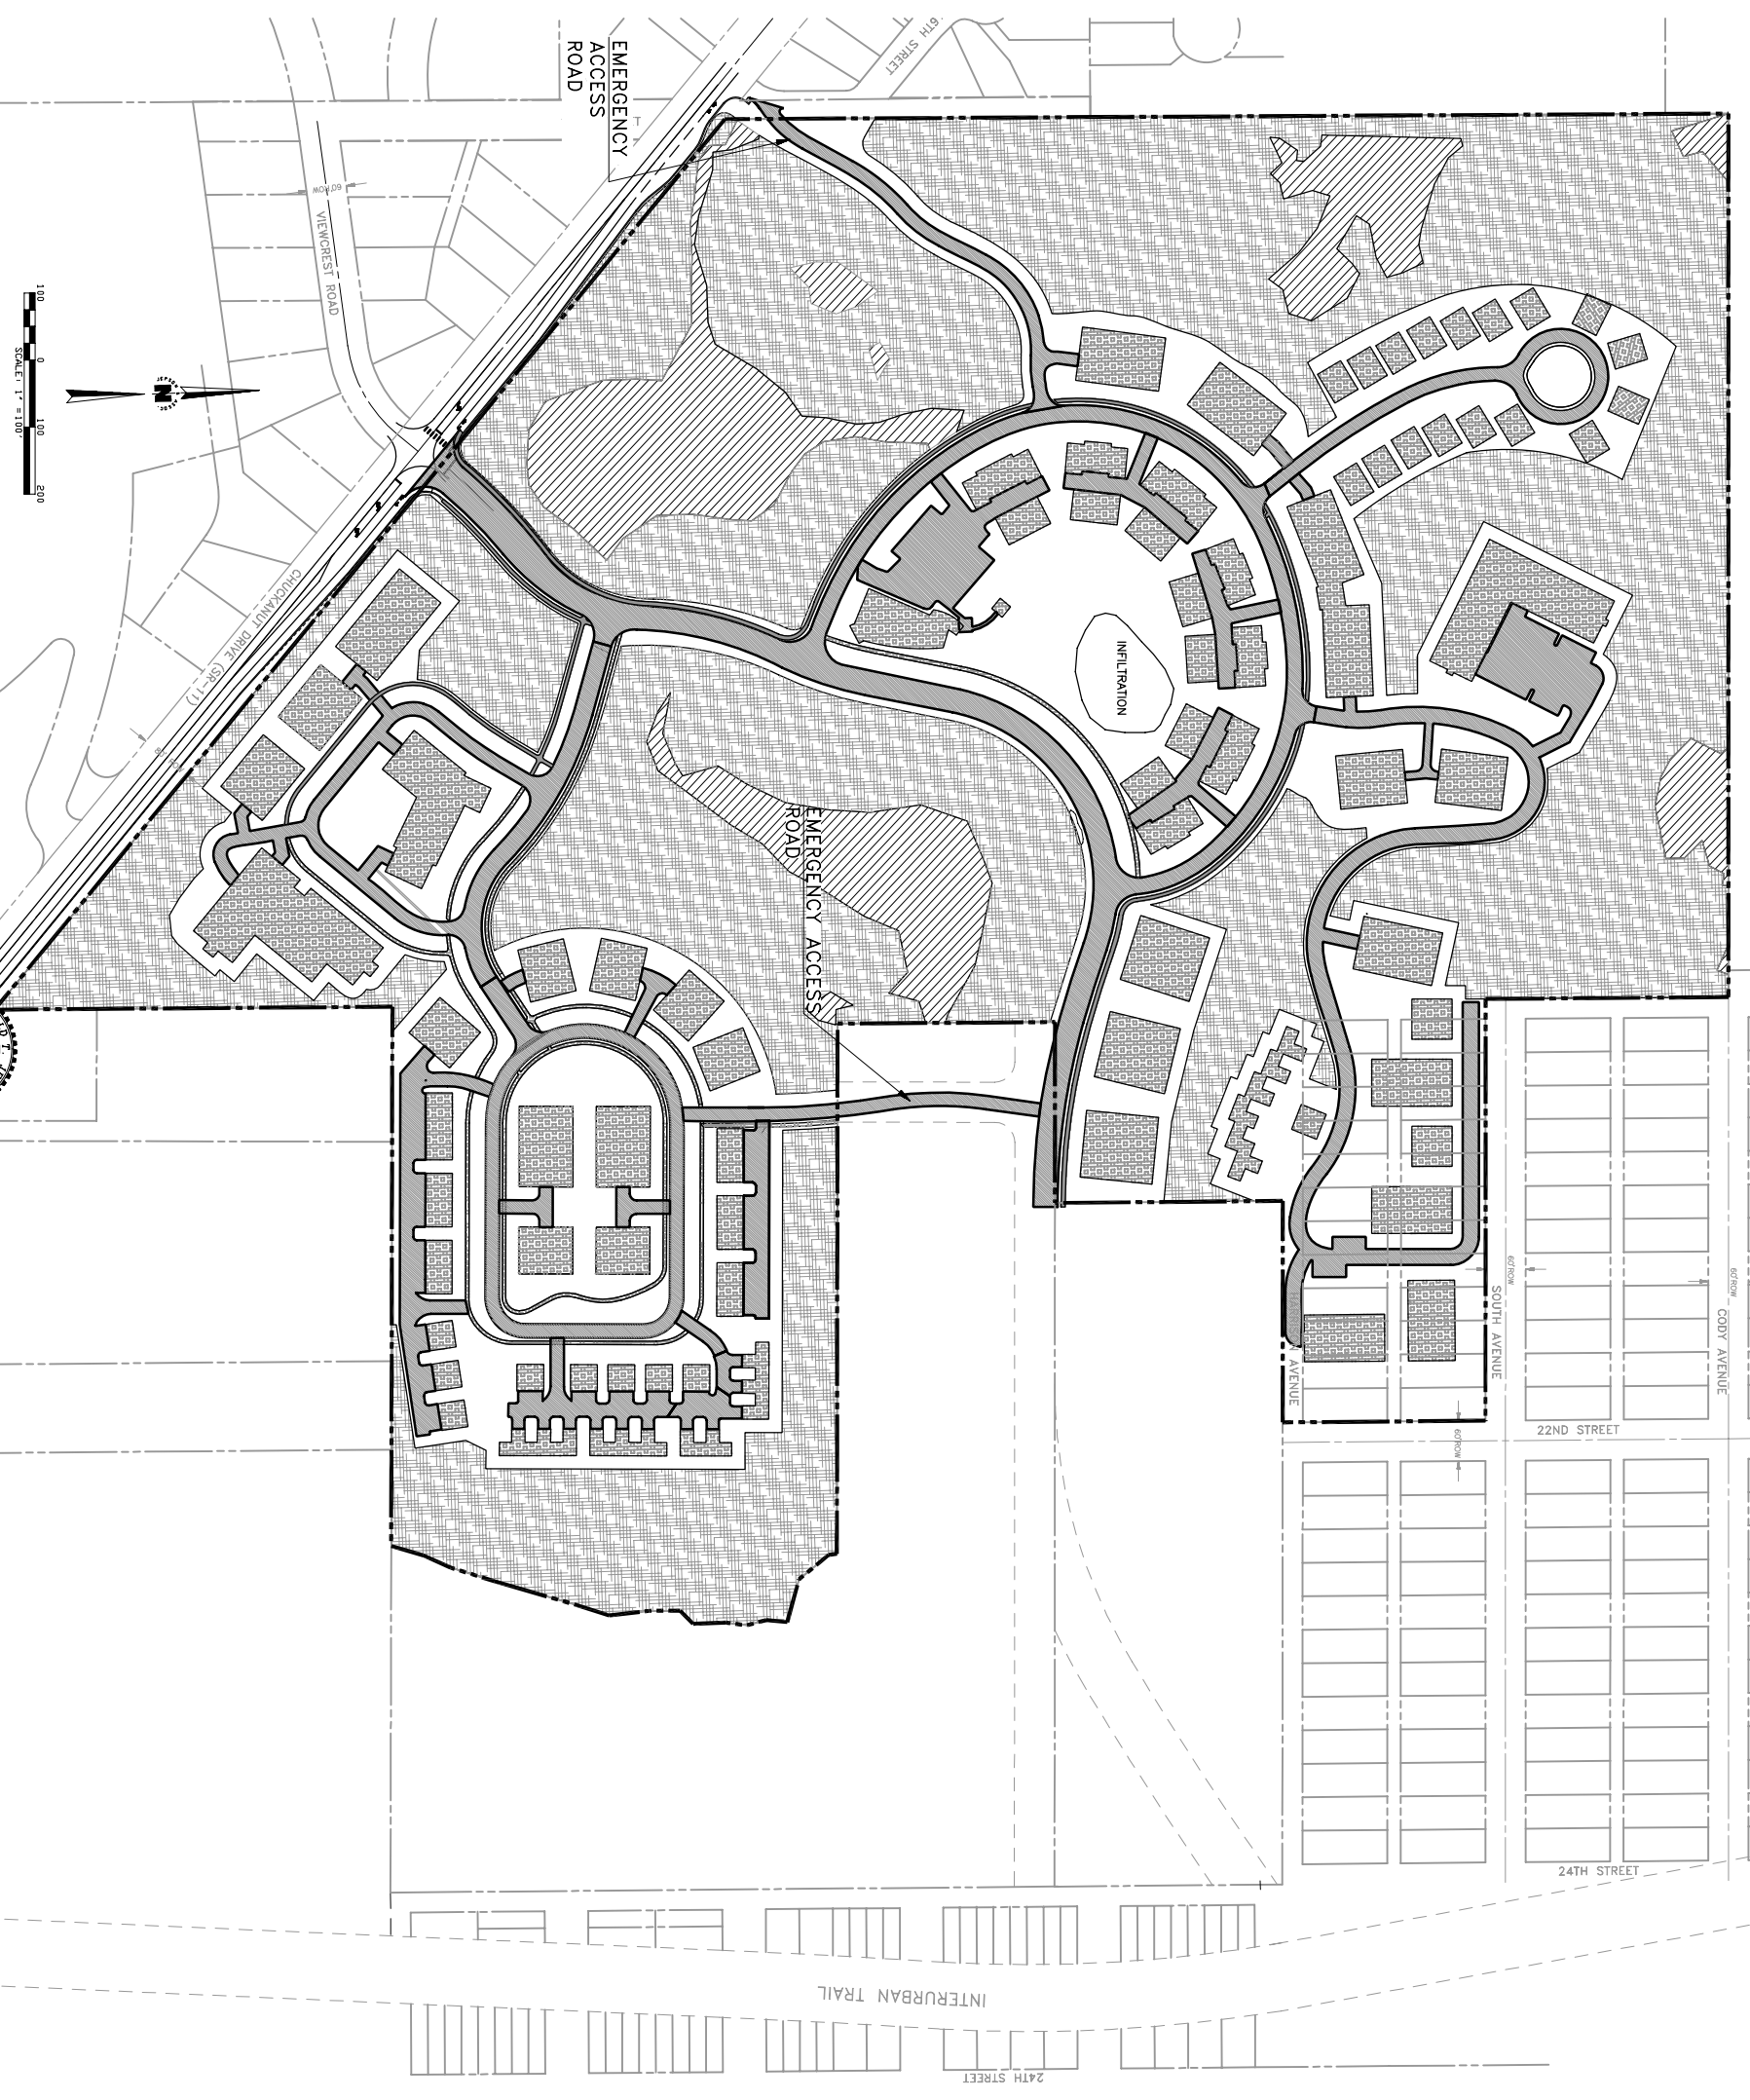 EMERGENCY
ACCESS
ROAD
16TH STREET
60'ROW
VIEWCREST ROAD
100 0 100 200
SCALE: 1" =100'
N
CHUCKANUT DRIVE (SR-11)
INFILTRATION
EMERGENCY ACCESS
ROAD
60'ROW
60'ROW
SOUTH AVENUE
CODY AVENUE
AVENUE
22ND STREET
60'ROW
24TH STREET
INTERURBAN TRAIL
24TH STREET